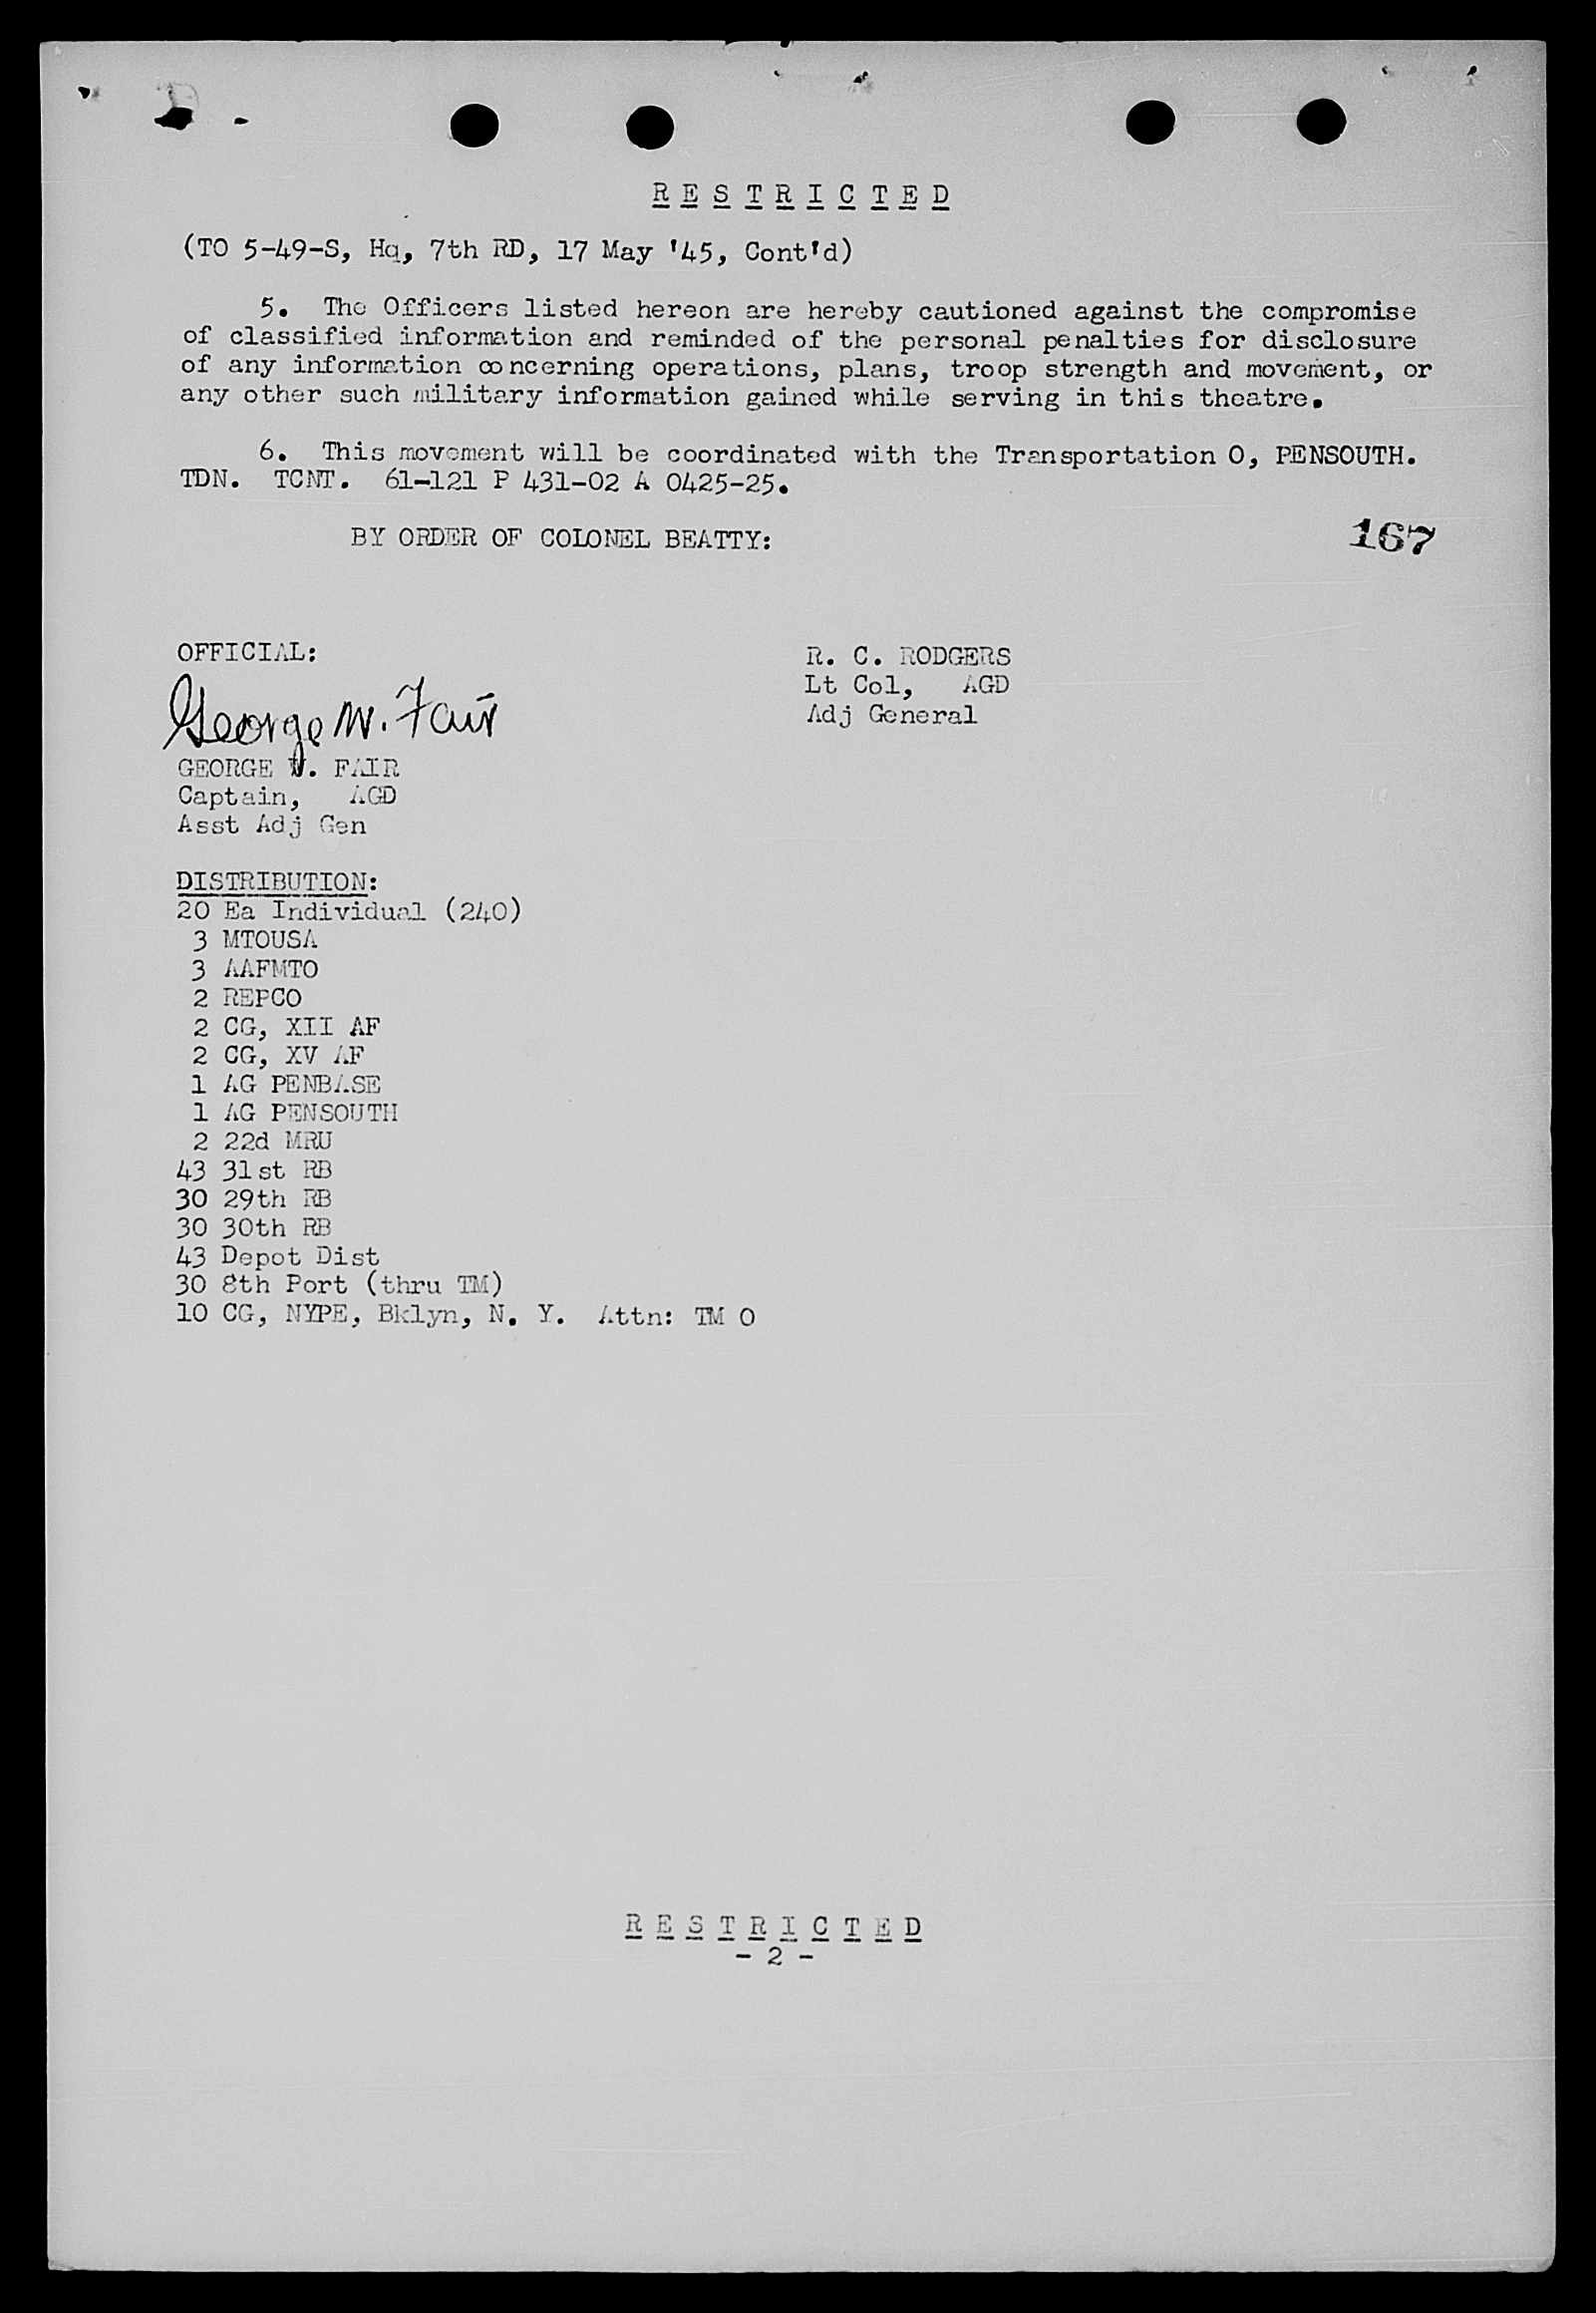 R E S T R I C T E D
(TO 5-49-S, Hq, 7th RD, 17 May '45, Cont'd)
5. The Officers listed hereon are hereby cautioned against the compromise
of classified information and reminded of the personal penalties for disclosure
of any information concerning operations, plans, troop strength and movement, or
any other such military information gained while serving in this theatre.
6. This movement will be coordinated with the Transportation O, PENSOUTH.
TDN. TCNT. 61-121 P 431-02 A 0425-25.
BY ORDER OF COLONEL BEATTY:
167
OFFICIAL:
R. C. RODGERS
Lt Col, AGD
Adj General
George W. Fair
GEORGE W. FAIR
Captain, AGD
Asst Adj Gen
DISTRIBUTION:
20 Ea Individual (240)
3 MTOUSA
3 AAFMTO
2 REPCO
2 CG, XII AF
2 CG, XV AF
1 AG PENBASE
1 AG PENSOUTH
2 22d MRU
43 31st RB
30 29th RB
30 30th RB
43 Depot Dist
30 8th Port (thru TM)
10 CG, NYPE, Bklyn, N. Y. Attn: TM O
R E S T R I C T E D
- 2 -